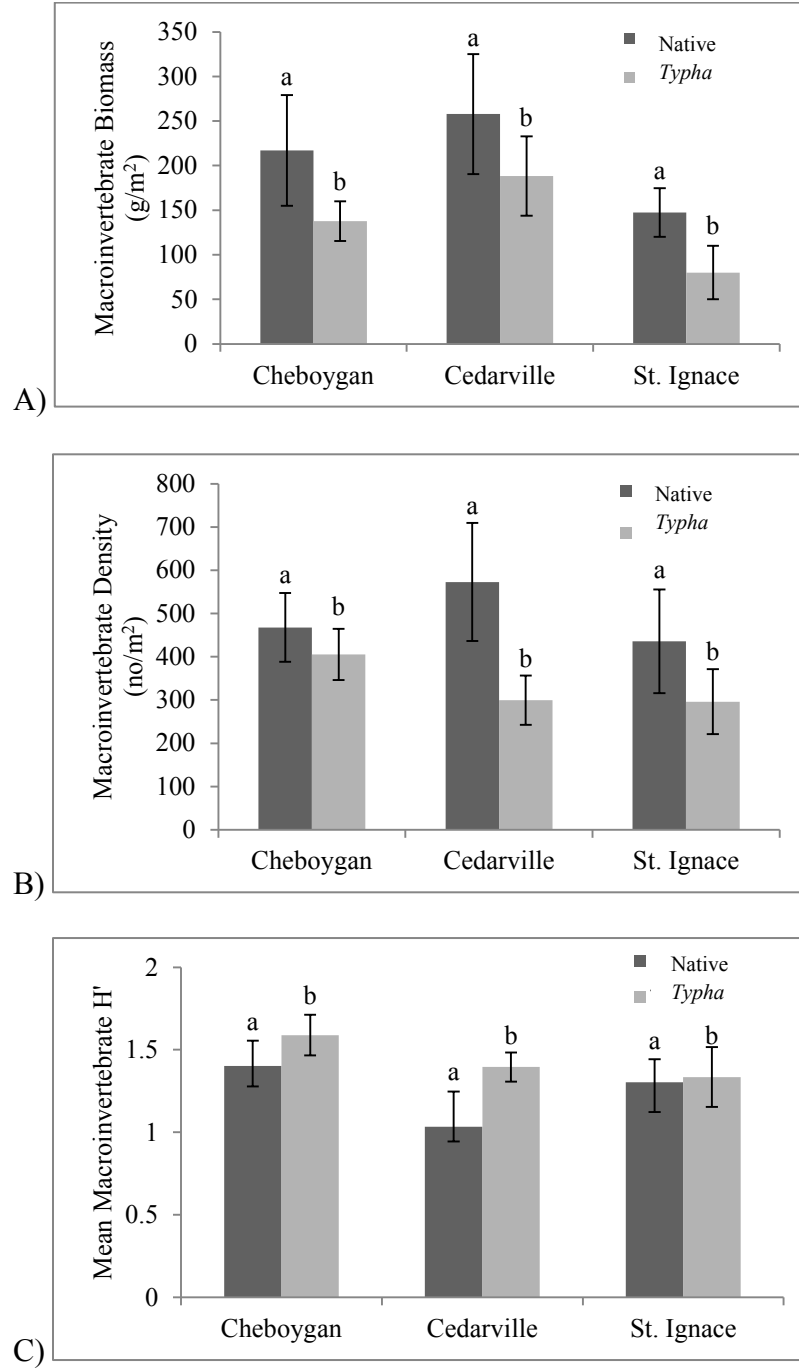 Macroinvertebrate Biomass
(g/m²)
350
300
250
200
150
100
50
0
a
b
a
b
a
b
Native
Typha
Cheboygan
Cedarville
St. Ignace
A)
Macroinvertebrate Density
(no/m²)
800
700
600
500
400
300
200
100
0
a
b
a
b
a
b
Native
Typha
Cheboygan
Cedarville
St. Ignace
B)
Mean Macroinvertebrate H'
2
1.5
1
0.5
0
a
b
a
b
a
b
Native
Typha
Cheboygan
Cedarville
St. Ignace
C)